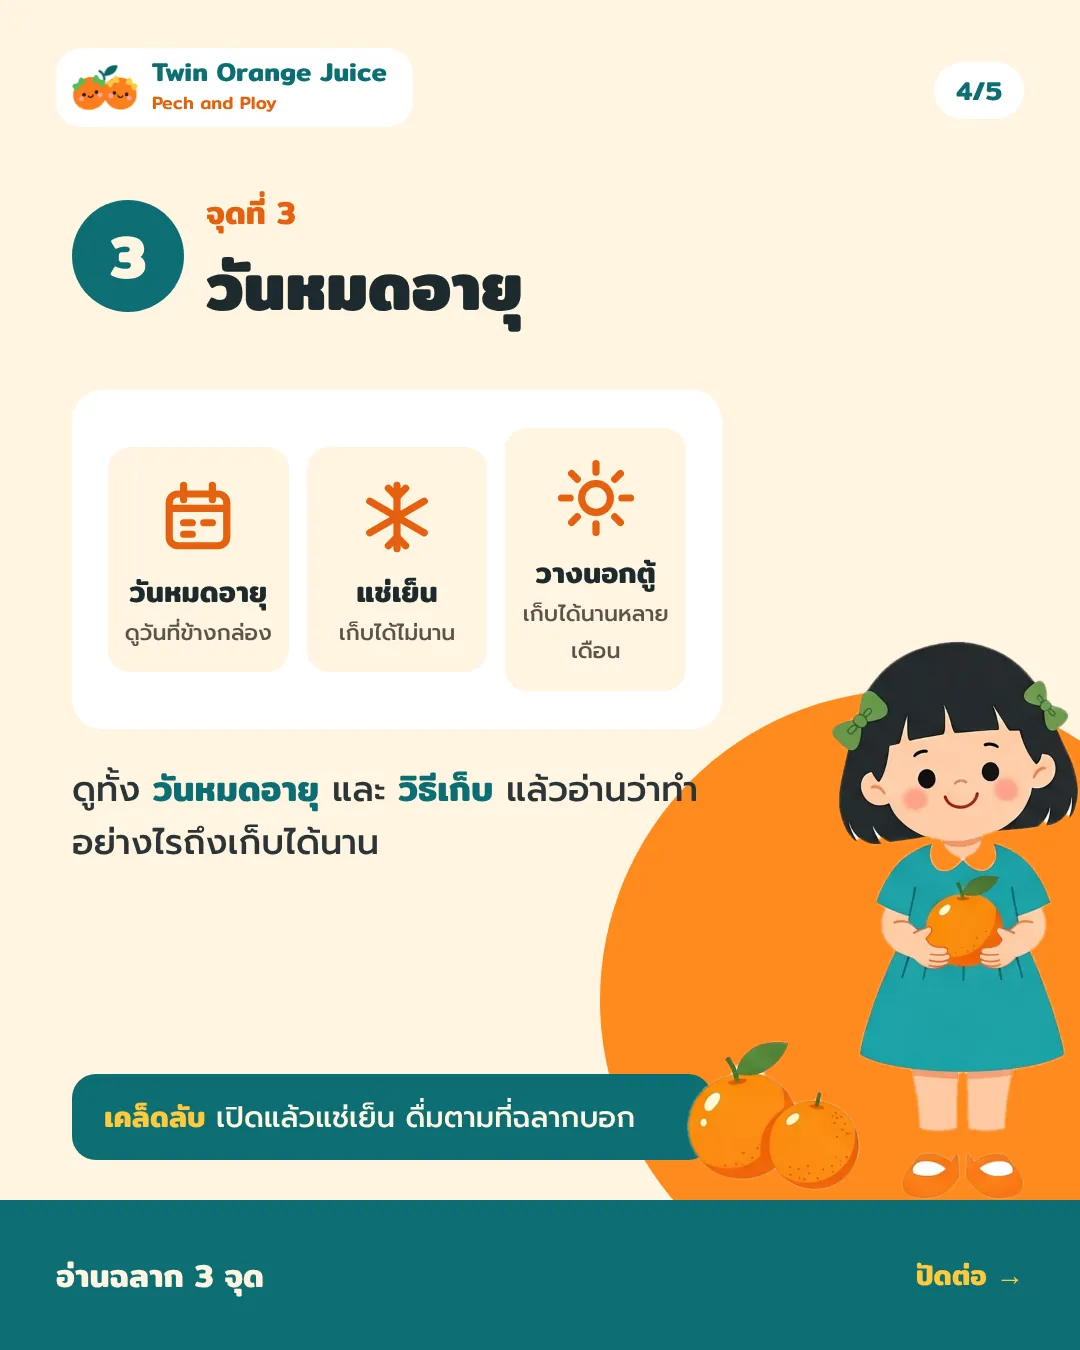 Twin Orange Juice
Pech and Ploy
4/5
3
จุดที่ 3
วันหมดอายุ
วันหมดอายุ
ดูวันที่ข้างกล่อง
แช่เย็น
เก็บได้ไม่นาน
วางนอกตู้
เก็บได้นานหลาย
เดือน
ดูทั้ง วันหมดอายุ และ วิธีเก็บ แล้วอ่านว่าทำ
อย่างไรถึงเก็บได้นาน
เคล็ดลับ เปิดแล้วแช่เย็น ดื่มตามที่ฉลากบอก
อ่านฉลาก 3 จุด
ปัดต่อ →